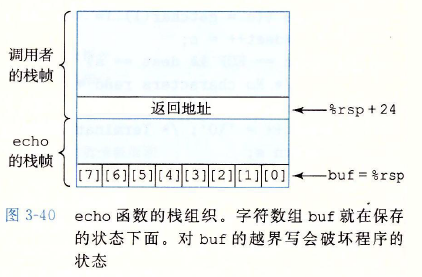 调用者
的栈帧
返回地址
%rsp+24
echo
的栈帧
[7][6][5][4][3][2][1][0]
buf=%rsp
图 3-40 echo 函数的栈组织。字符数组 buf 就在保存
的状态下面。对 buf 的越界写会破坏程序的
状态